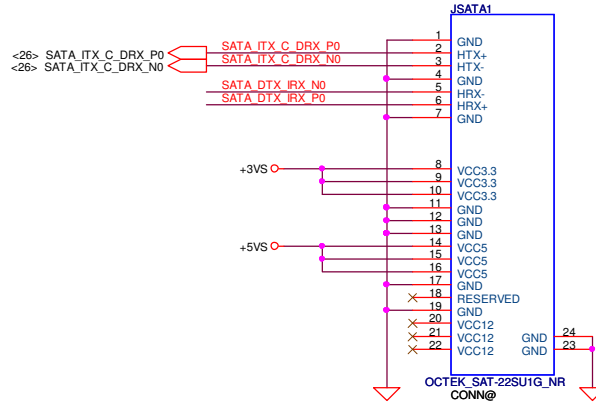 JSATA1
1 GND
SATA_ITX_C_DRX_P0 2 HTX+
<26> SATA_ITX_C_DRX_P0
SATA_ITX_C_DRX_N0 3 HTX-
<26> SATA_ITX_C_DRX_N0
4 GND
SATA_DTX_IRX_N0 5 HRX-
SATA_DTX_IRX_P0 6 HRX+
7 GND
+3VS 8 VCC3.3
9 VCC3.3
10 VCC3.3
11 GND
12 GND
13 GND
+5VS 14 VCC5
15 VCC5
16 VCC5
17 GND
18 RESERVED
19 GND
20 VCC12
21 VCC12 GND 24
22 VCC12 GND 23
OCTEK_SAT-22SU1G_NR
CONN@